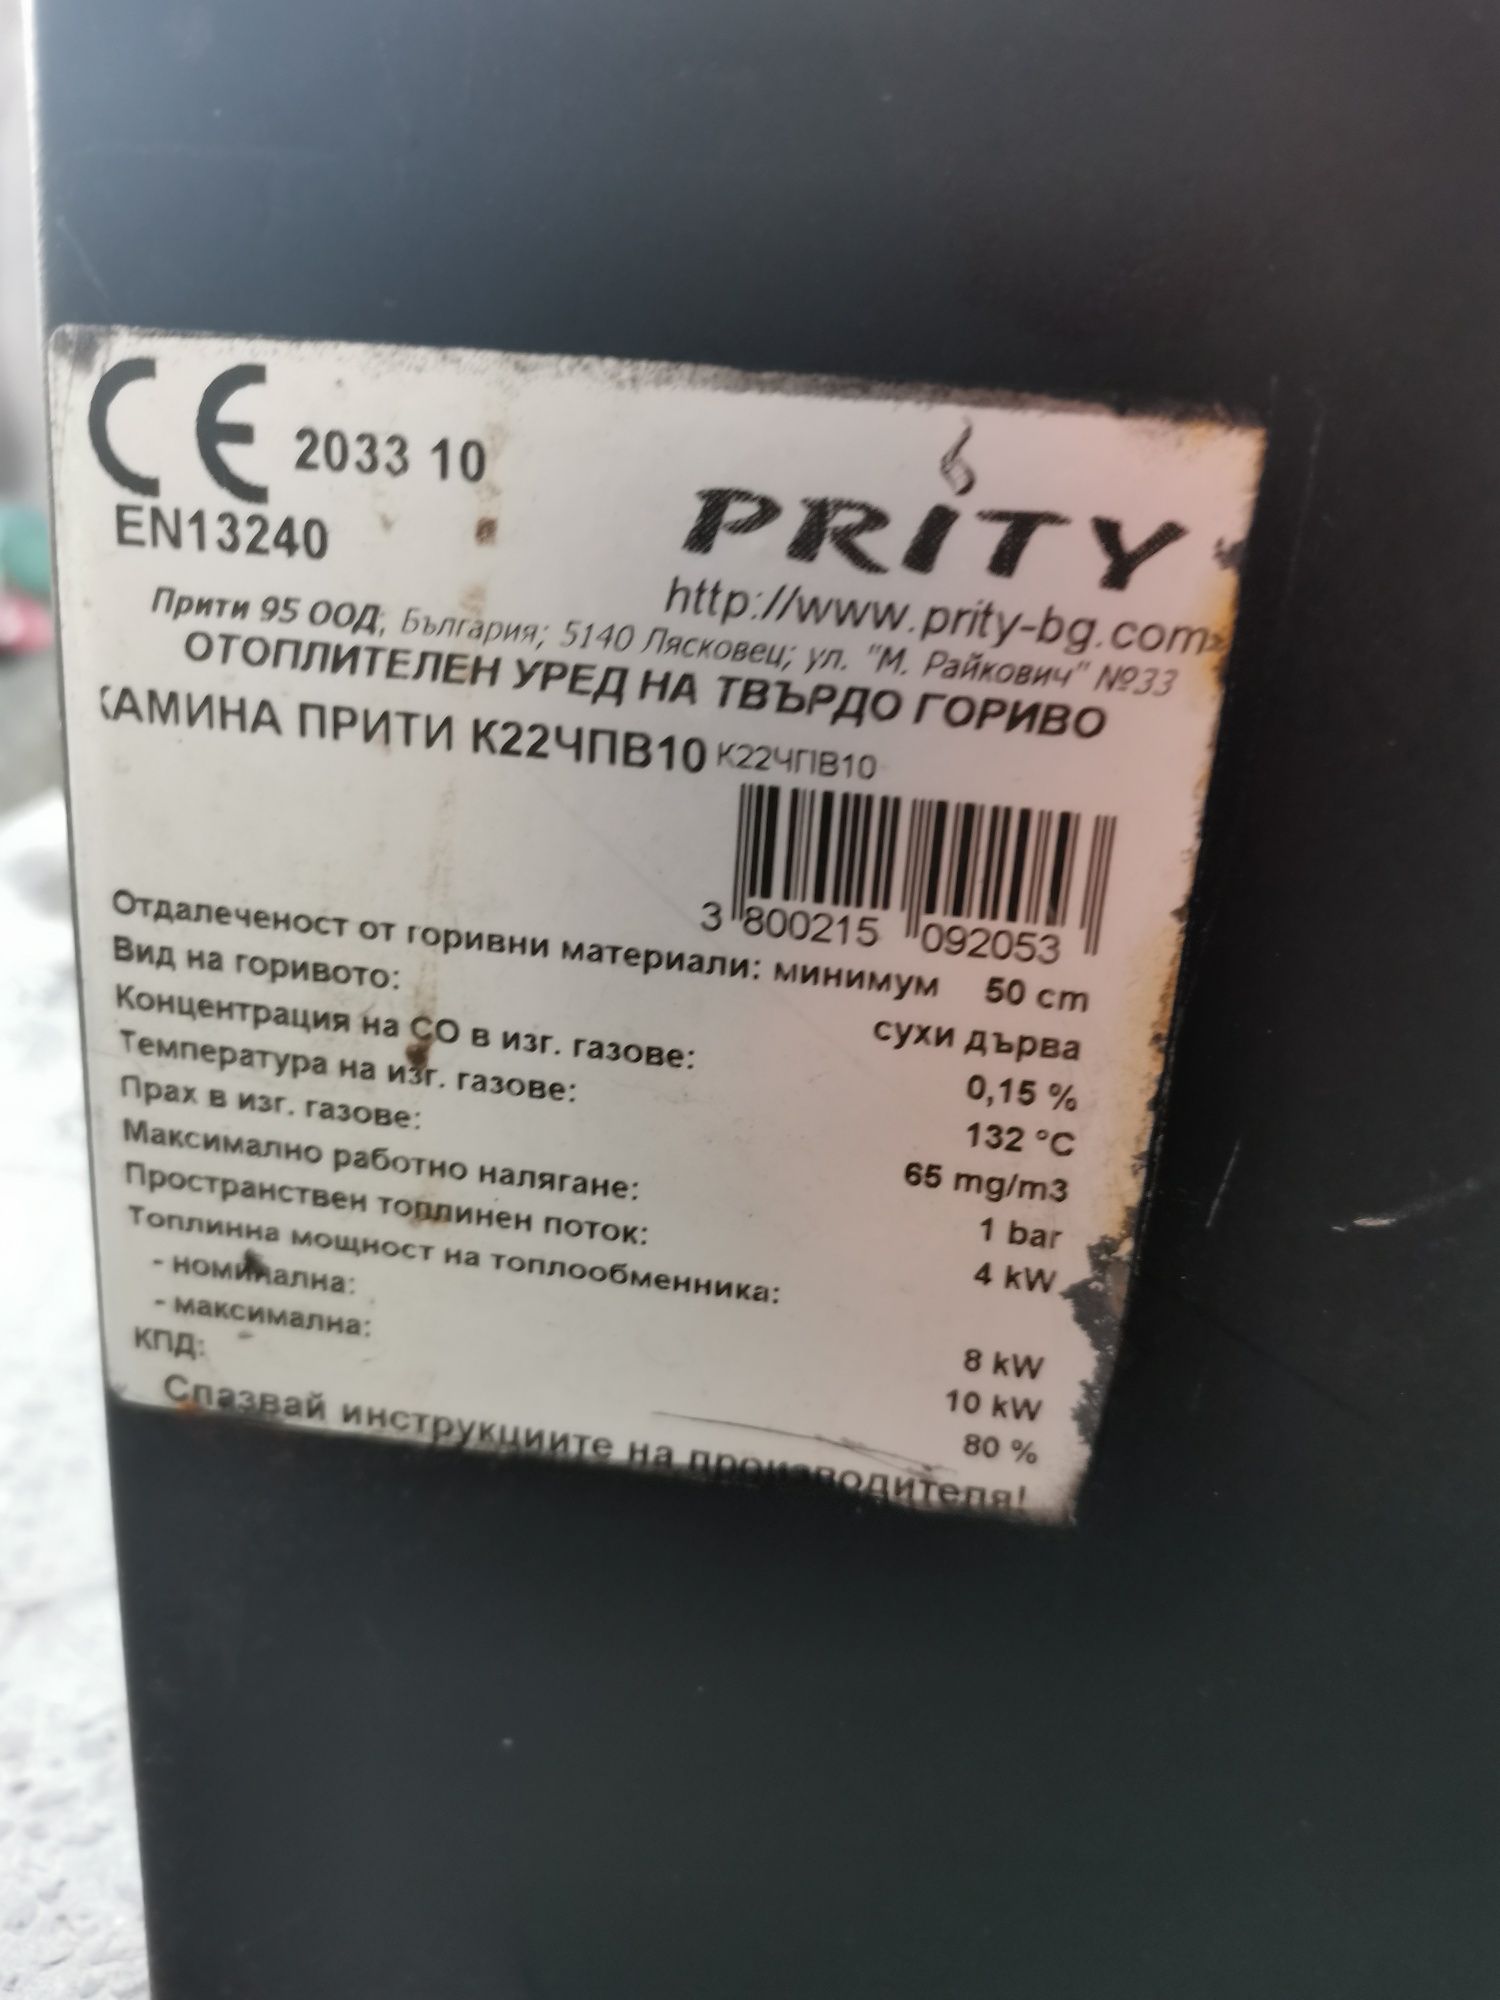 CE 2033 10
EN13240
PRITY
http://www.prity-bg.com
Прити 95 ООД, България; 5140 Лясковец; ул. "М. Райкович" №33
ОТОПЛИТЕЛЕН УРЕД НА ТВЪРДО ГОРИВО
КАМИНА ПРИТИ К22ЧПВ10 К22ЧПВ10
3 800215 092053
Отдалеченост от горивни материали: минимум 50 cm
Вид на горивото: сухи дърва
Концентрация на CO в изг. газове: 0,15 %
Температура на изг. газове: 132 °C
Прах в изг. газове: 65 mg/m3
Максимално работно налягане: 1 bar
Пространствен топлинен поток: 4 kW
Топлинна мощност на топлообменника:
- номинална: 8 kW
- максимална: 10 kW
КПД: 80 %
Спазвай инструкциите на производителя!